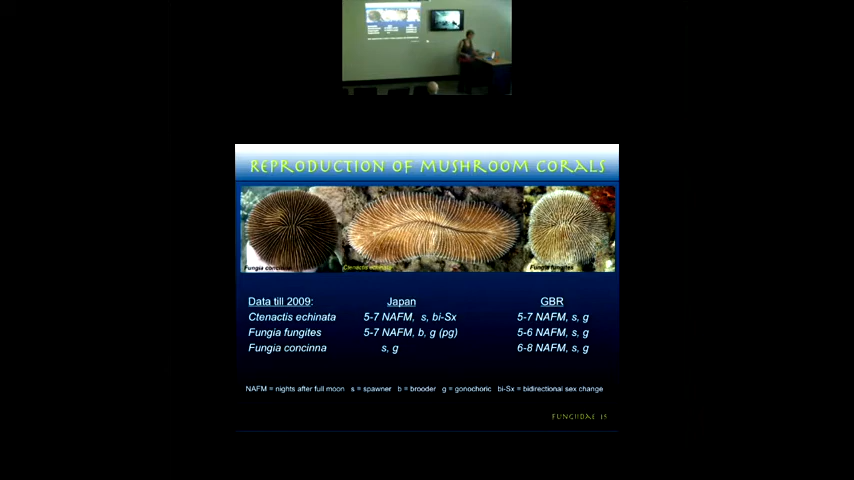 REPRODUCTION OF MUSHROOM CORALS
Fungia concinna
Ctenactis echinata
Fungia fungites
Data till 2009: Japan GBR
Ctenactis echinata 5-7 NAFM, s, bi-Sx 5-7 NAFM, s, g
Fungia fungites 5-7 NAFM, b, g (pg) 5-6 NAFM, s, g
Fungia concinna s, g 6-8 NAFM, s, g
NAFM = nights after full moon s = spawner b = brooder g = gonochoric bi-Sx = bidirectional sex change
FUNGIIDAE 15